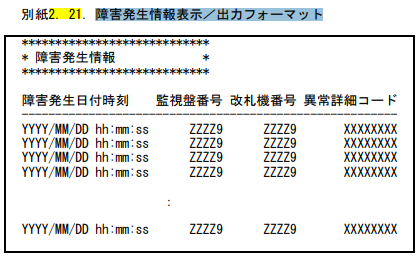 別紙2. 21. 障害発生情報表示／出力フォーマット
****************************
* 障害発生情報 *
****************************
障害発生日付時刻 監視盤番号 改札機番号 異常詳細コード
--------------------------------------------------------
YYYY/MM/DD hh:mm:ss ZZZZ9 ZZZZ9 XXXXXXXX
YYYY/MM/DD hh:mm:ss ZZZZ9 ZZZZ9 XXXXXXXX
YYYY/MM/DD hh:mm:ss ZZZZ9 ZZZZ9 XXXXXXXX
YYYY/MM/DD hh:mm:ss ZZZZ9 ZZZZ9 XXXXXXXX
:
YYYY/MM/DD hh:mm:ss ZZZZ9 ZZZZ9 XXXXXXXX